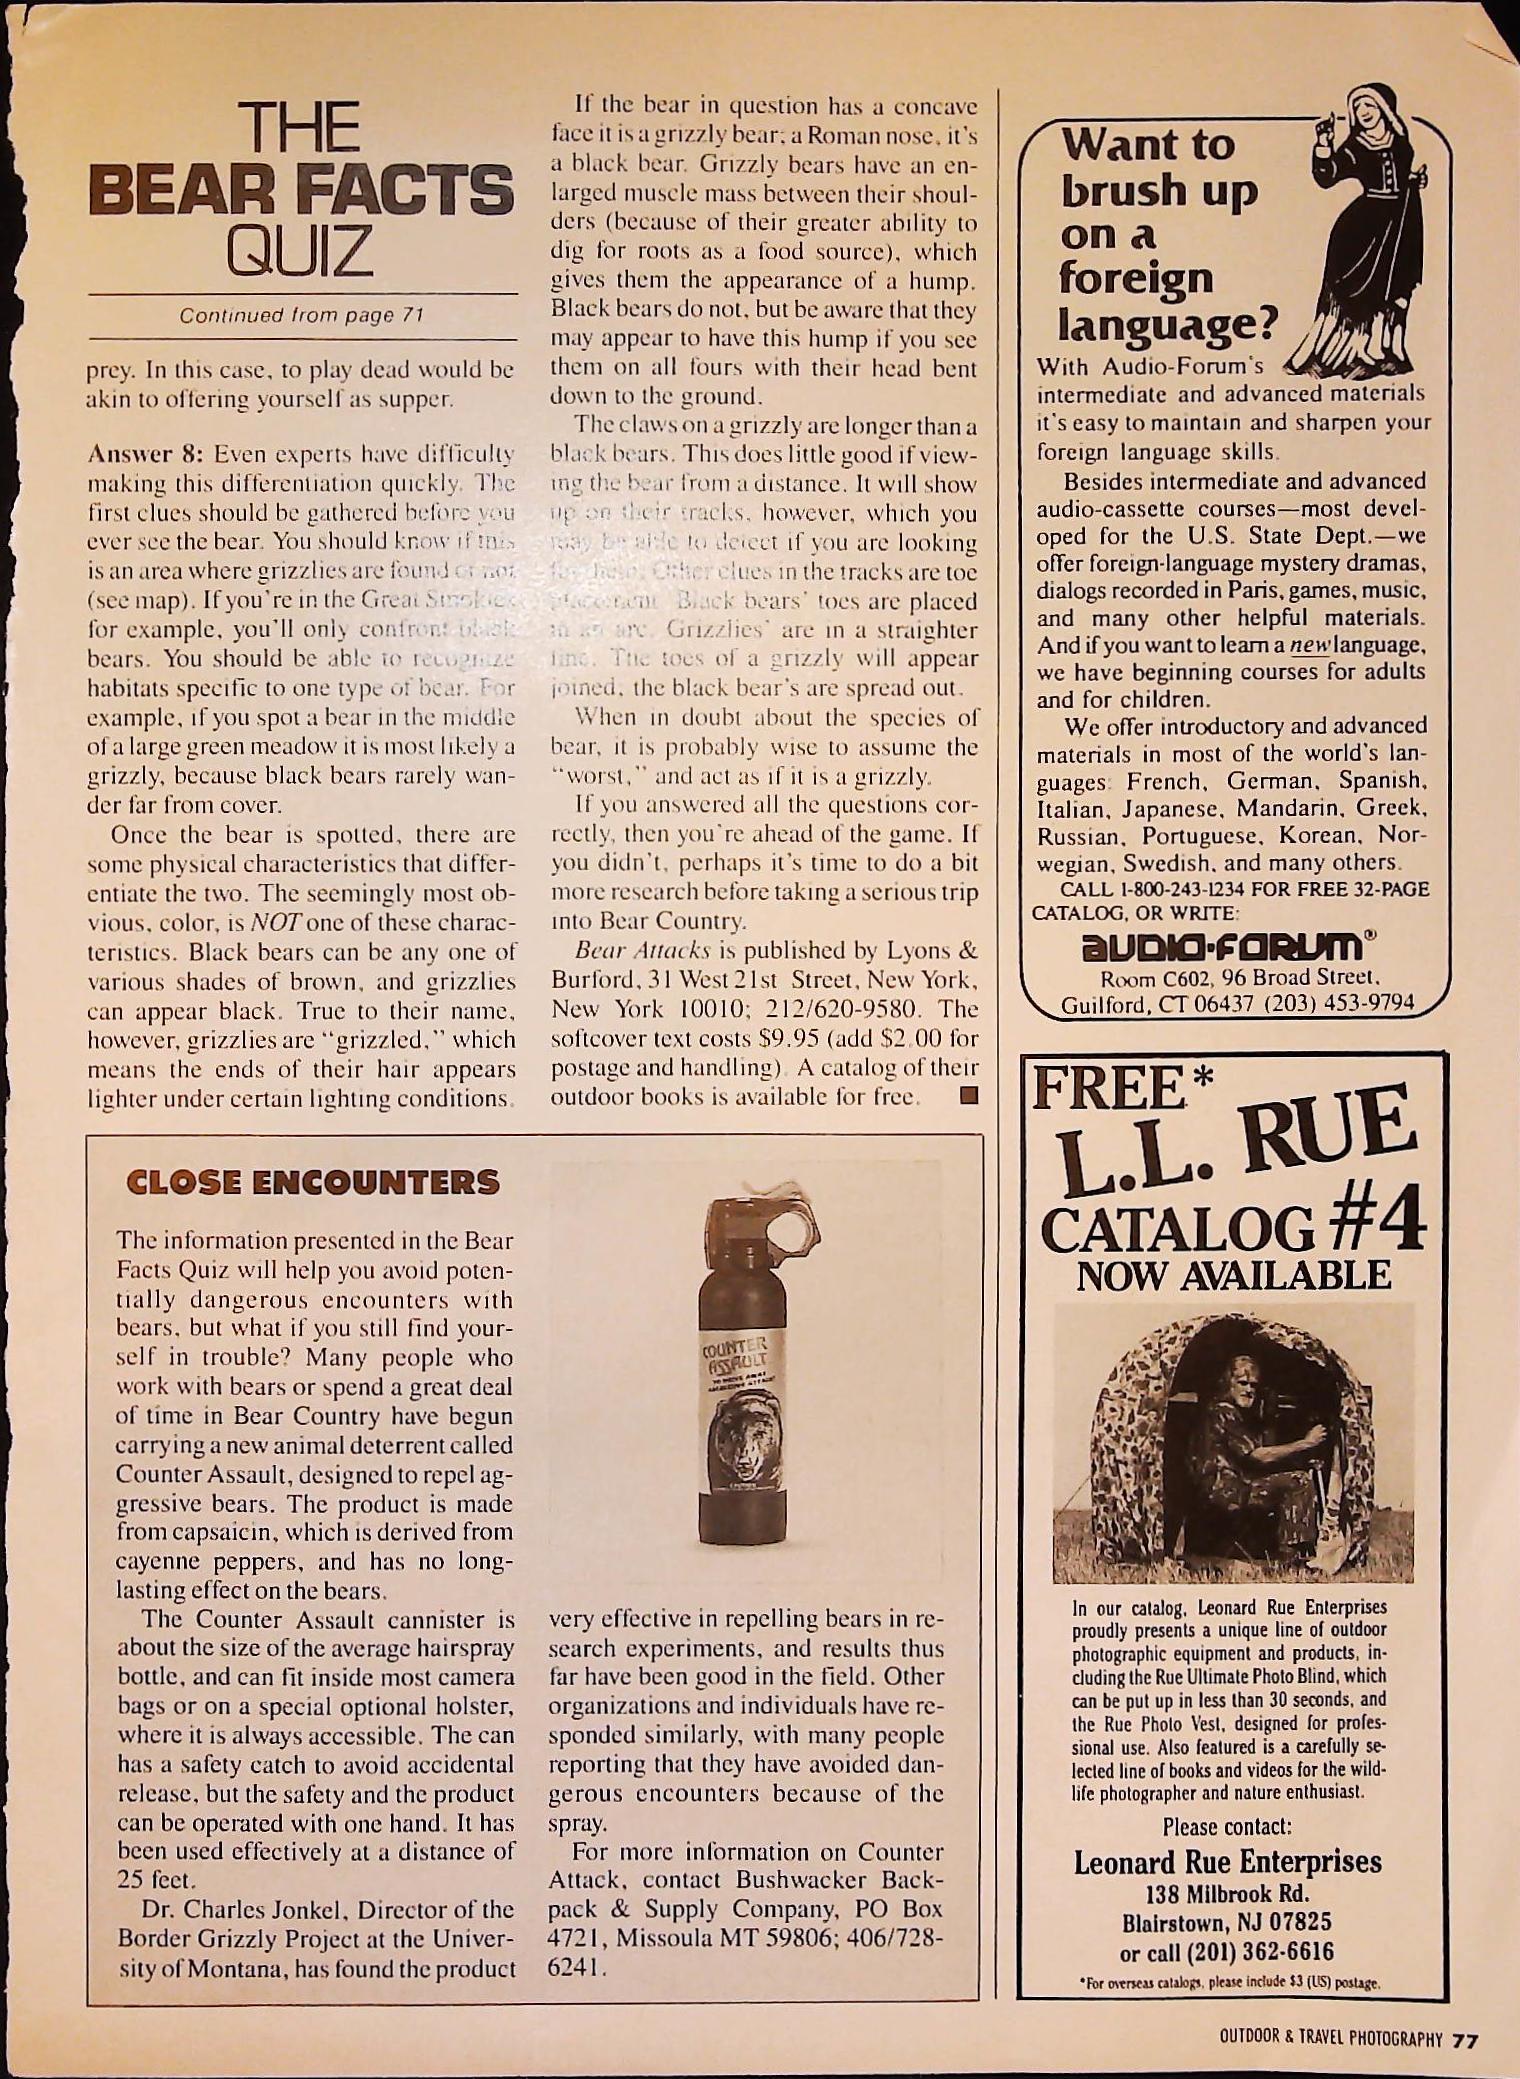 THE
BEAR FACTS
QUIZ
Continued from page 71
prey. In this case, to play dead would be
akin to offering yourself as supper.
Answer 8: Even experts have difficulty
making this differentiation quickly. The
first clues should be gathered before you
ever see the bear. You should know if this
is an area where grizzlies are found or not
(see map). If you're in the Great Smokies
for example, you'll only confront black
bears. You should be able to recognize
habitats specific to one type of bear. For
example, if you spot a bear in the middle
of a large green meadow it is most likely a
grizzly, because black bears rarely wan-
der far from cover.
Once the bear is spotted, there are
some physical characteristics that differ-
entiate the two. The seemingly most ob-
vious, color, is NOT one of these charac-
teristics. Black bears can be any one of
various shades of brown, and grizzlies
can appear black. True to their name,
however, grizzlies are "grizzled," which
means the ends of their hair appears
lighter under certain lighting conditions.
If the bear in question has a concave
face it is a grizzly bear; a Roman nose, it's
a black bear. Grizzly bears have an en-
larged muscle mass between their shoul-
ders (because of their greater ability to
dig for roots as a food source), which
gives them the appearance of a hump.
Black bears do not, but be aware that they
may appear to have this hump if you see
them on all fours with their head bent
down to the ground.
The claws on a grizzly are longer than a
black bears. This does little good if view-
ing the bear from a distance. It will show
up on their tracks, however, which you
may be able to detect if you are looking
for these. Other clues in the tracks are toe
placement. Black bears' toes are placed
in an arc. Grizzlies' are in a straighter
line. The toes of a grizzly will appear
joined, the black bear's are spread out.
When in doubt about the species of
bear, it is probably wise to assume the
"worst," and act as if it is a grizzly.
If you answered all the questions cor-
rectly, then you're ahead of the game. If
you didn't, perhaps it's time to do a bit
more research before taking a serious trip
into Bear Country.
Bear Attacks is published by Lyons &
Burford, 31 West 21st Street, New York,
New York 10010; 212/620-9580. The
softcover text costs $9.95 (add $2.00 for
postage and handling). A catalog of their
outdoor books is available for free. ■
CLOSE ENCOUNTERS
The information presented in the Bear
Facts Quiz will help you avoid poten-
tially dangerous encounters with
bears, but what if you still find your-
self in trouble? Many people who
work with bears or spend a great deal
of time in Bear Country have begun
carrying a new animal deterrent called
Counter Assault, designed to repel ag-
gressive bears. The product is made
from capsaicin, which is derived from
cayenne peppers, and has no long-
lasting effect on the bears.
The Counter Assault cannister is
about the size of the average hairspray
bottle, and can fit inside most camera
bags or on a special optional holster,
where it is always accessible. The can
has a safety catch to avoid accidental
release, but the safety and the product
can be operated with one hand. It has
been used effectively at a distance of
25 feet.
Dr. Charles Jonkel, Director of the
Border Grizzly Project at the Univer-
sity of Montana, has found the product
COUNTER
ASSAULT
very effective in repelling bears in re-
search experiments, and results thus
far have been good in the field. Other
organizations and individuals have re-
sponded similarly, with many people
reporting that they have avoided dan-
gerous encounters because of the
spray.
For more information on Counter
Attack, contact Bushwacker Back-
pack & Supply Company, PO Box
4721, Missoula MT 59806; 406/728-
6241.
Want to
brush up
on a
foreign
language?
With Audio-Forum's
intermediate and advanced materials
it's easy to maintain and sharpen your
foreign language skills.
Besides intermediate and advanced
audio-cassette courses—most devel-
oped for the U.S. State Dept.—we
offer foreign-language mystery dramas,
dialogs recorded in Paris, games, music,
and many other helpful materials.
And if you want to learn a new language,
we have beginning courses for adults
and for children.
We offer introductory and advanced
materials in most of the world's lan-
guages: French, German, Spanish,
Italian, Japanese, Mandarin, Greek,
Russian, Portuguese, Korean, Nor-
wegian, Swedish, and many others.
CALL 1-800-243-1234 FOR FREE 32-PAGE
CATALOG, OR WRITE:
AUDIO·FORUM®
Room C602, 96 Broad Street,
Guilford, CT 06437 (203) 453-9794
FREE*
L.L. RUE
CATALOG #4
NOW AVAILABLE
In our catalog, Leonard Rue Enterprises
proudly presents a unique line of outdoor
photographic equipment and products, in-
cluding the Rue Ultimate Photo Blind, which
can be put up in less than 30 seconds, and
the Rue Photo Vest, designed for profes-
sional use. Also featured is a carefully se-
lected line of books and videos for the wild-
life photographer and nature enthusiast.
Please contact:
Leonard Rue Enterprises
138 Milbrook Rd.
Blairstown, NJ 07825
or call (201) 362-6616
*For overseas catalogs, please include $3 (US) postage.
OUTDOOR & TRAVEL PHOTOGRAPHY 77